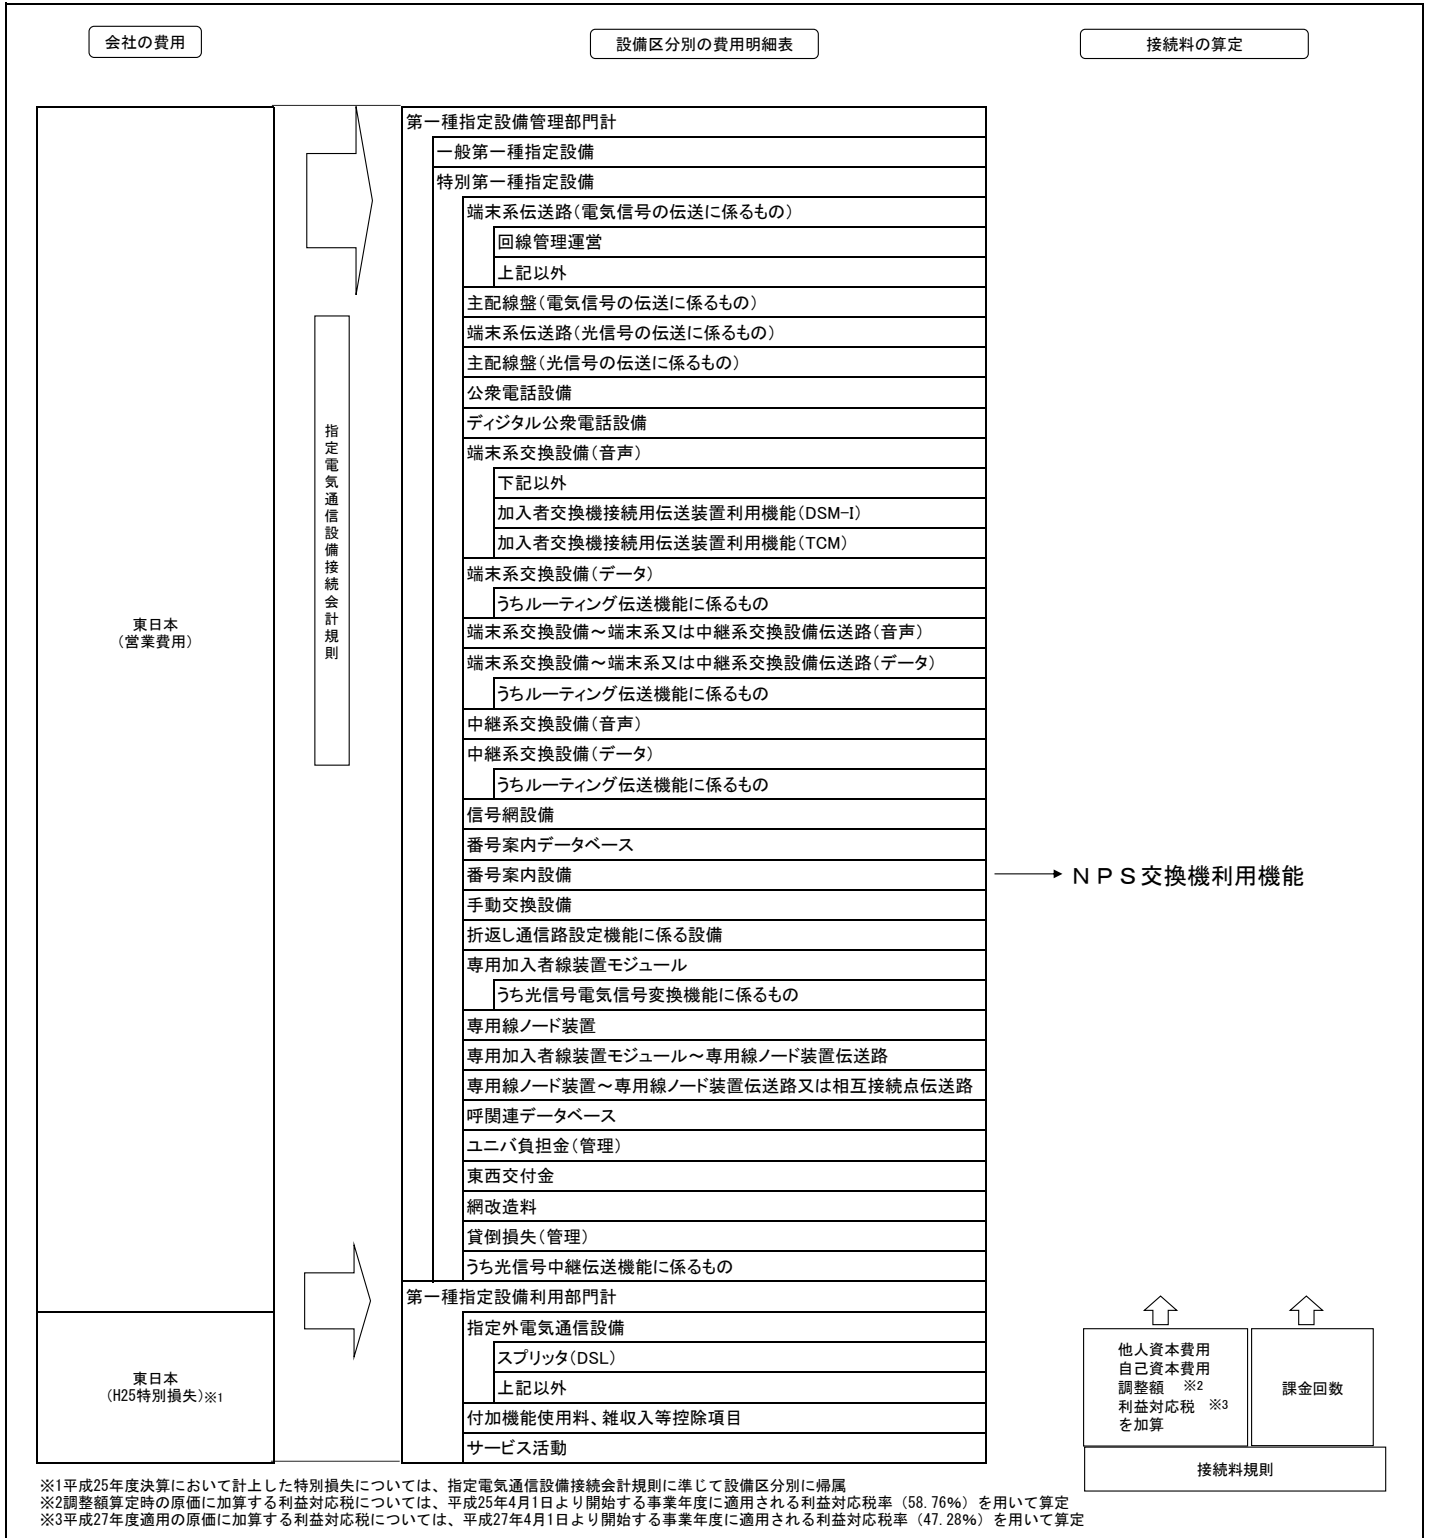 会社の費用
設備区分別の費用明細表
接続料の算定
東日本
(営業費用)
東日本
(H25特別損失)※1
指定電気通信設備接続会計規則
第一種指定設備管理部門計
一般第一種指定設備
特別第一種指定設備
端末系伝送路(電気信号の伝送に係るもの)
回線管理運営
上記以外
主配線盤(電気信号の伝送に係るもの)
端末系伝送路(光信号の伝送に係るもの)
主配線盤(光信号の伝送に係るもの)
公衆電話設備
ディジタル公衆電話設備
端末系交換設備(音声)
下記以外
加入者交換機接続用伝送装置利用機能(DSM-I)
加入者交換機接続用伝送装置利用機能(TCM)
端末系交換設備(データ)
うちルーティング伝送機能に係るもの
端末系交換設備～端末系又は中継系交換設備伝送路(音声)
端末系交換設備～端末系又は中継系交換設備伝送路(データ)
うちルーティング伝送機能に係るもの
中継系交換設備(音声)
中継系交換設備(データ)
うちルーティング伝送機能に係るもの
信号網設備
番号案内データベース
番号案内設備
手動交換設備
折返し通信路設定機能に係る設備
専用加入者線装置モジュール
うち光信号電気信号変換機能に係るもの
専用線ノード装置
専用加入者線装置モジュール～専用線ノード装置伝送路
専用線ノード装置～専用線ノード装置伝送路又は相互接続点伝送路
呼関連データベース
ユニバ負担金(管理)
東西交付金
網改造料
貸倒損失(管理)
うち光信号中継伝送機能に係るもの
第一種指定設備利用部門計
指定外電気通信設備
スプリッタ(DSL)
上記以外
付加機能使用料、雑収入等控除項目
サービス活動
ＮＰＳ交換機利用機能
他人資本費用
自己資本費用
調整額 ※2
利益対応税 ※3
を加算
課金回数
接続料規則
※1平成25年度決算において計上した特別損失については、指定電気通信設備接続会計規則に準じて設備区分別に帰属
※2調整額算定時の原価に加算する利益対応税については、平成25年4月1日より開始する事業年度に適用される利益対応税率（58.76%）を用いて算定
※3平成27年度適用の原価に加算する利益対応税については、平成27年4月1日より開始する事業年度に適用される利益対応税率（47.28%）を用いて算定